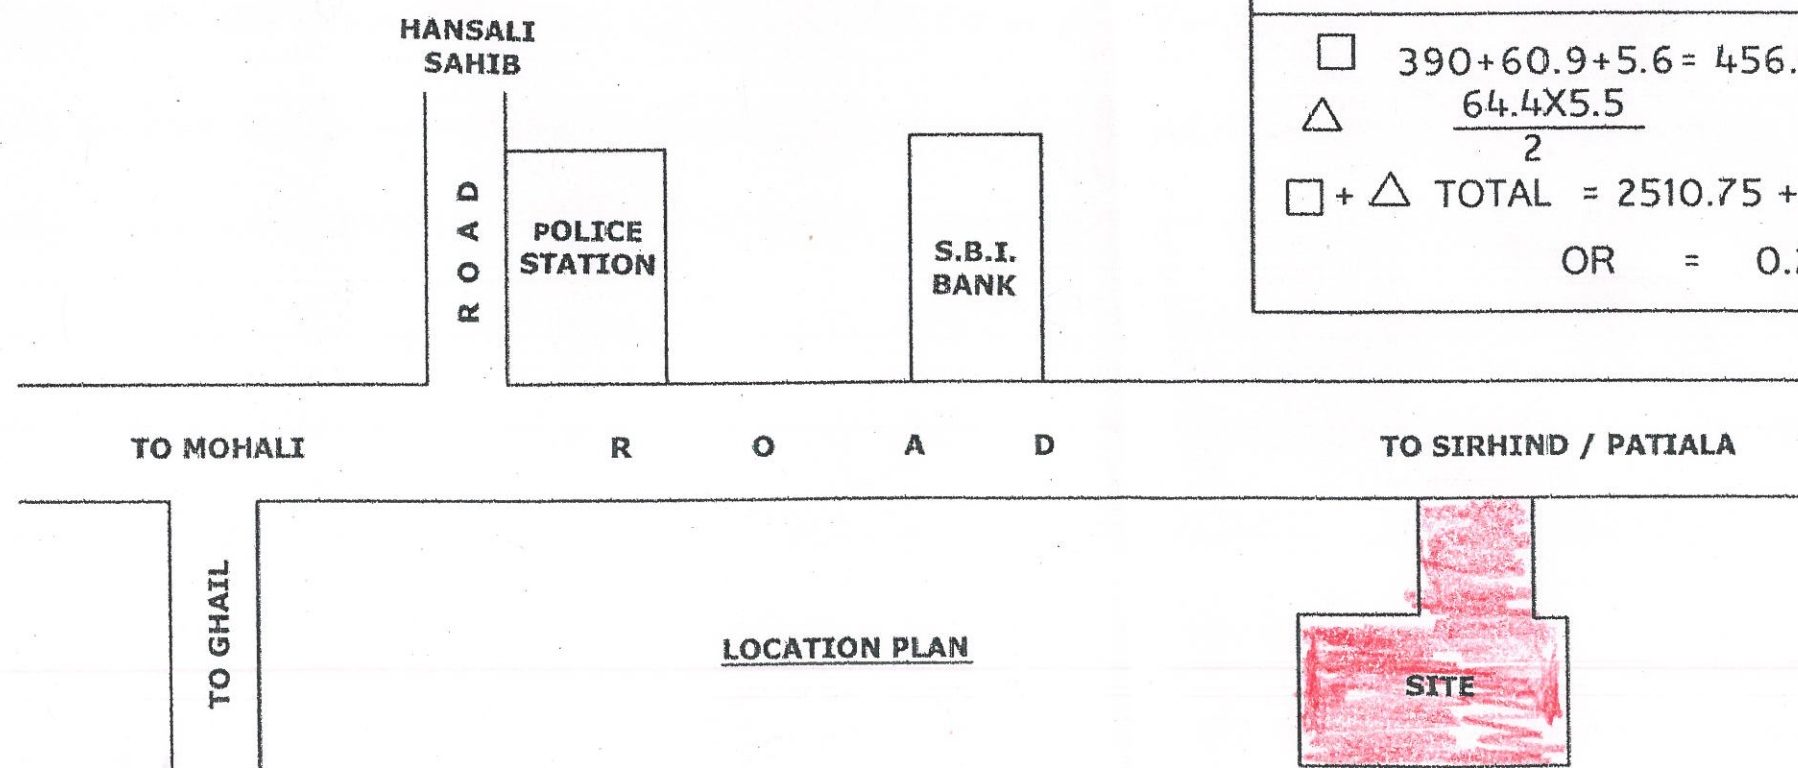 HANSALI
SAHIB
ROAD
POLICE
STATION
S.B.I.
BANK
□ 390+60.9+5.6= 456.
△ 64.4X5.5
2
□+△ TOTAL = 2510.75 +
OR = 0.
TO MOHALI
R O A D
TO SIRHIND / PATIALA
TO GHAIL
LOCATION PLAN
SITE